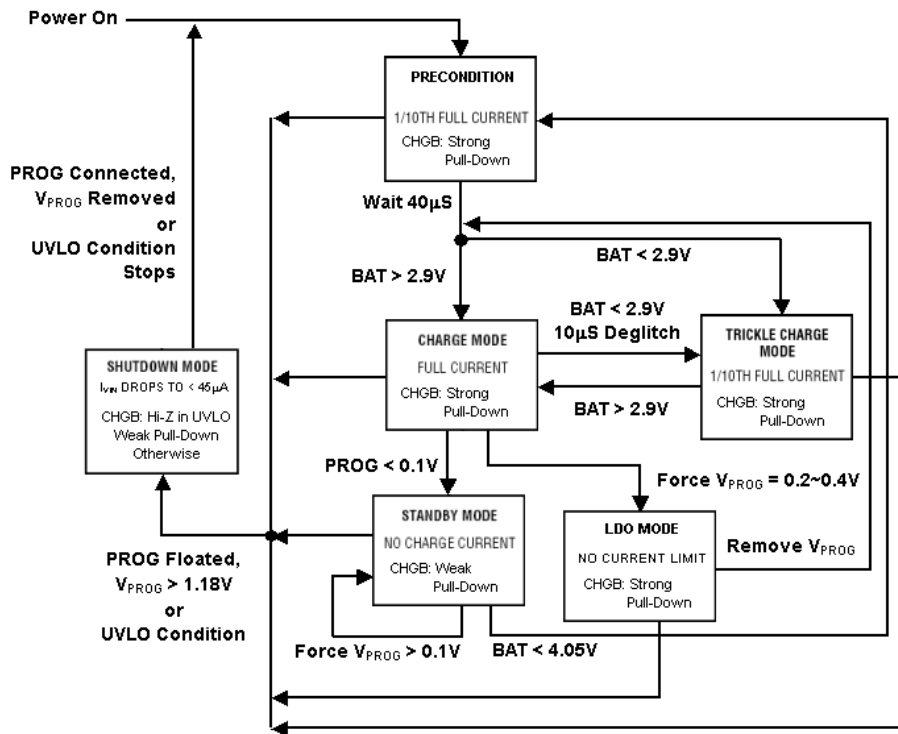 Power On
PRECONDITION
1/10TH FULL CURRENT
CHGB: Strong
Pull-Down
PROG Connected,
VPROG Removed
or
UVLO Condition
Stops
Wait 40µS
BAT < 2.9V
BAT > 2.9V
BAT < 2.9V
10µS Deglitch
CHARGE MODE
FULL CURRENT
CHGB: Strong
Pull-Down
TRICKLE CHARGE
MODE
1/10TH FULL CURRENT
CHGB: Strong
Pull-Down
SHUTDOWN MODE
IVIN DROPS TO < 45µA
CHGB: Hi-Z in UVLO
Weak Pull-Down
Otherwise
BAT > 2.9V
PROG < 0.1V
Force VPROG = 0.2~0.4V
STANDBY MODE
NO CHARGE CURRENT
CHGB: Weak
Pull-Down
LDO MODE
NO CURRENT LIMIT
CHGB: Strong
Pull-Down
Remove VPROG
PROG Floated,
VPROG > 1.18V
or
UVLO Condition
Force VPROG > 0.1V
BAT < 4.05V